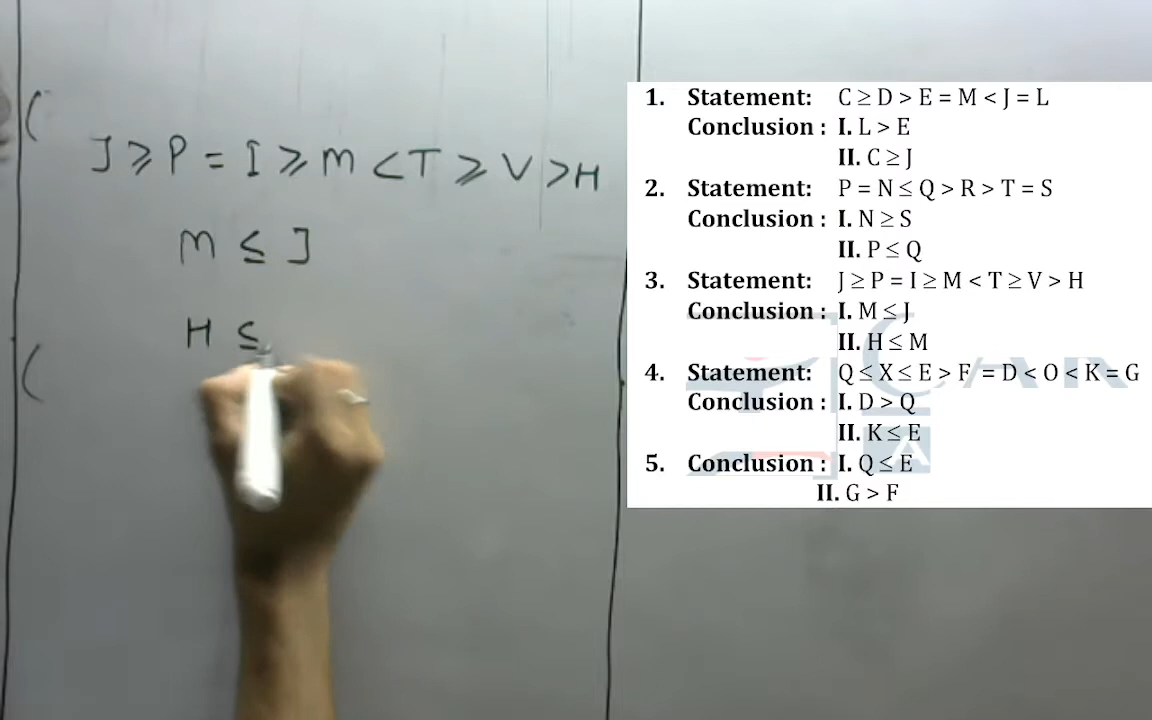 J ≥ P = I ≥ M < T ≥ V > H
M ≤ J
H ≤
1. Statement: C ≥ D > E = M < J = L
Conclusion : I. L > E
II. C ≥ J
2. Statement: P = N ≤ Q > R > T = S
Conclusion : I. N ≥ S
II. P ≤ Q
3. Statement: J ≥ P = I ≥ M < T ≥ V > H
Conclusion : I. M ≤ J
II. H ≤ M
4. Statement: Q ≤ X ≤ E > F = D < O < K = G
Conclusion : I. D > Q
II. K ≤ E
5. Conclusion : I. Q ≤ E
II. G > F